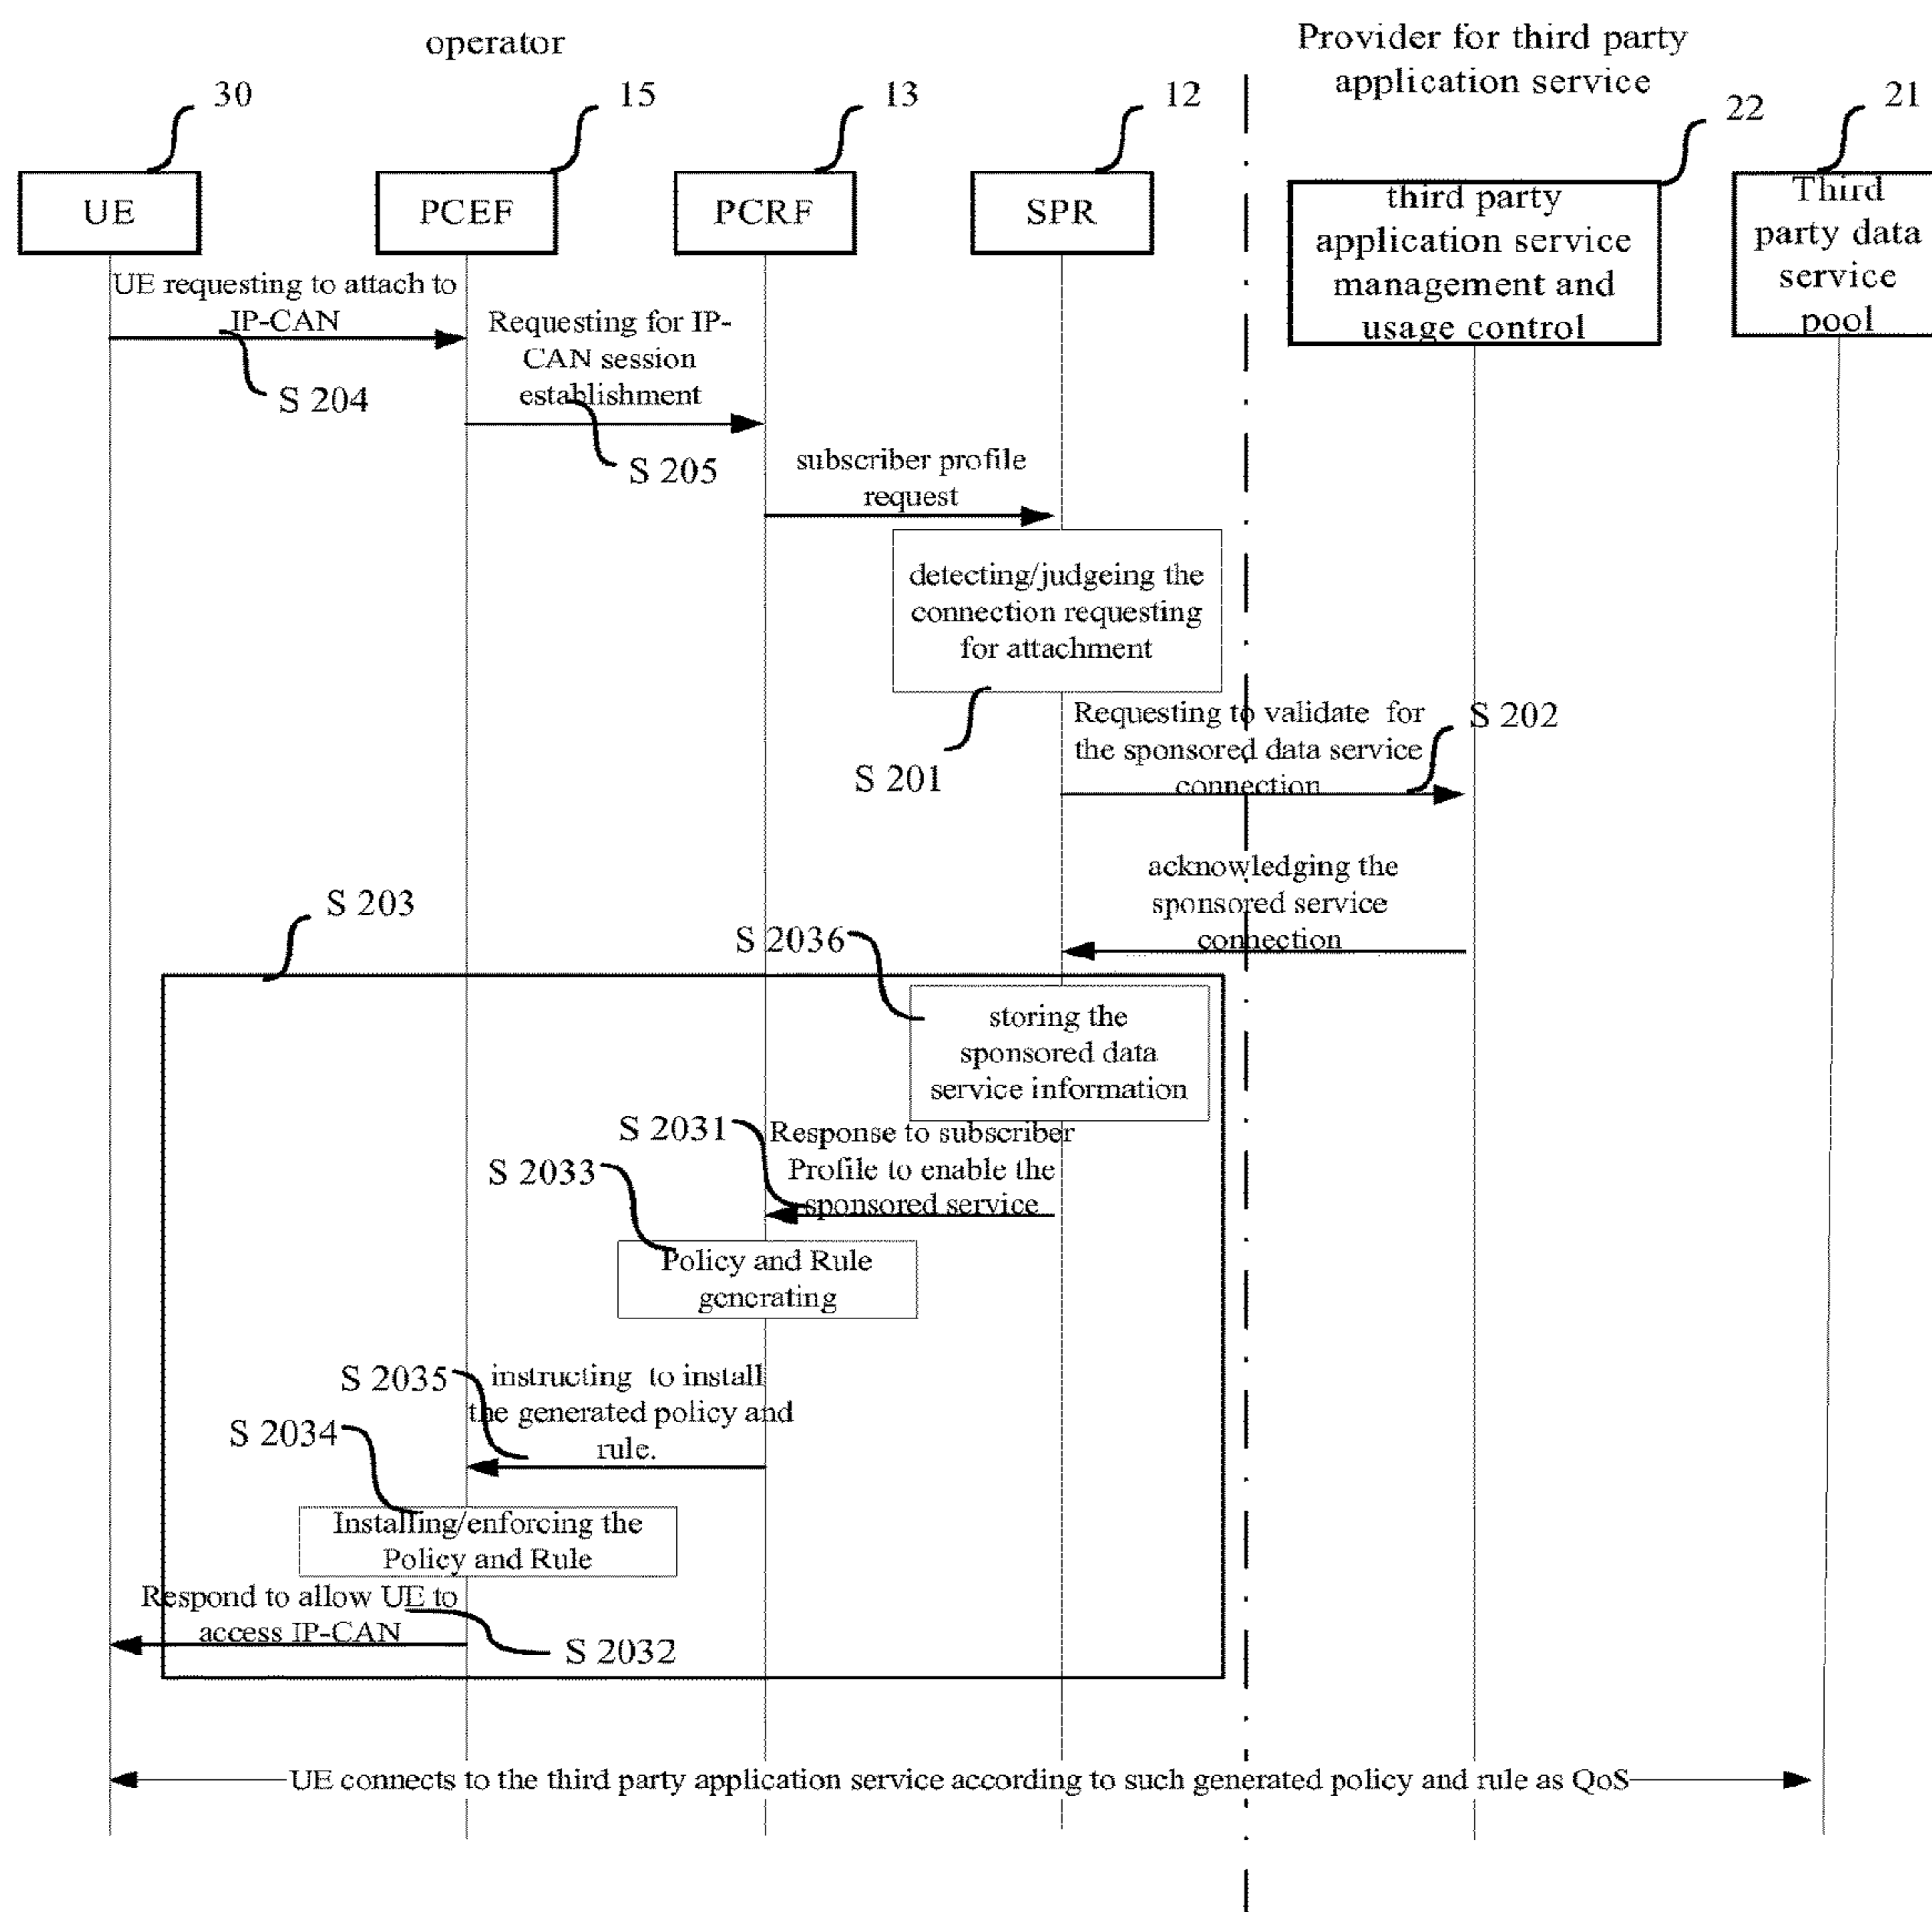 operator
Provider for third party
application service
30
15
13
12
22
21
UE
PCEF
PCRF
SPR
third party
application service
management and
usage control
Third
party data
service
pool
UE requesting to attach to
IP-CAN
S 204
Requesting for IP-
CAN session
establishment
S 205
subscriber profile
request
detecting/judgeing the
connection requesting
for attachment
S 201
Requesting to validate for
the sponsored data service
connection
S 202
acknowledging the
sponsored service
connection
S 203
S 2036
storing the
sponsored data
service information
S 2031
Response to subscriber
Profile to enable the
sponsored service
S 2033
Policy and Rule
generating
S 2035
instructing to install
the generated policy and
rule.
S 2034
Installing/enforcing the
Policy and Rule
Respond to allow UE to
access IP-CAN
S 2032
UE connects to the third party application service according to such generated policy and rule as QoS